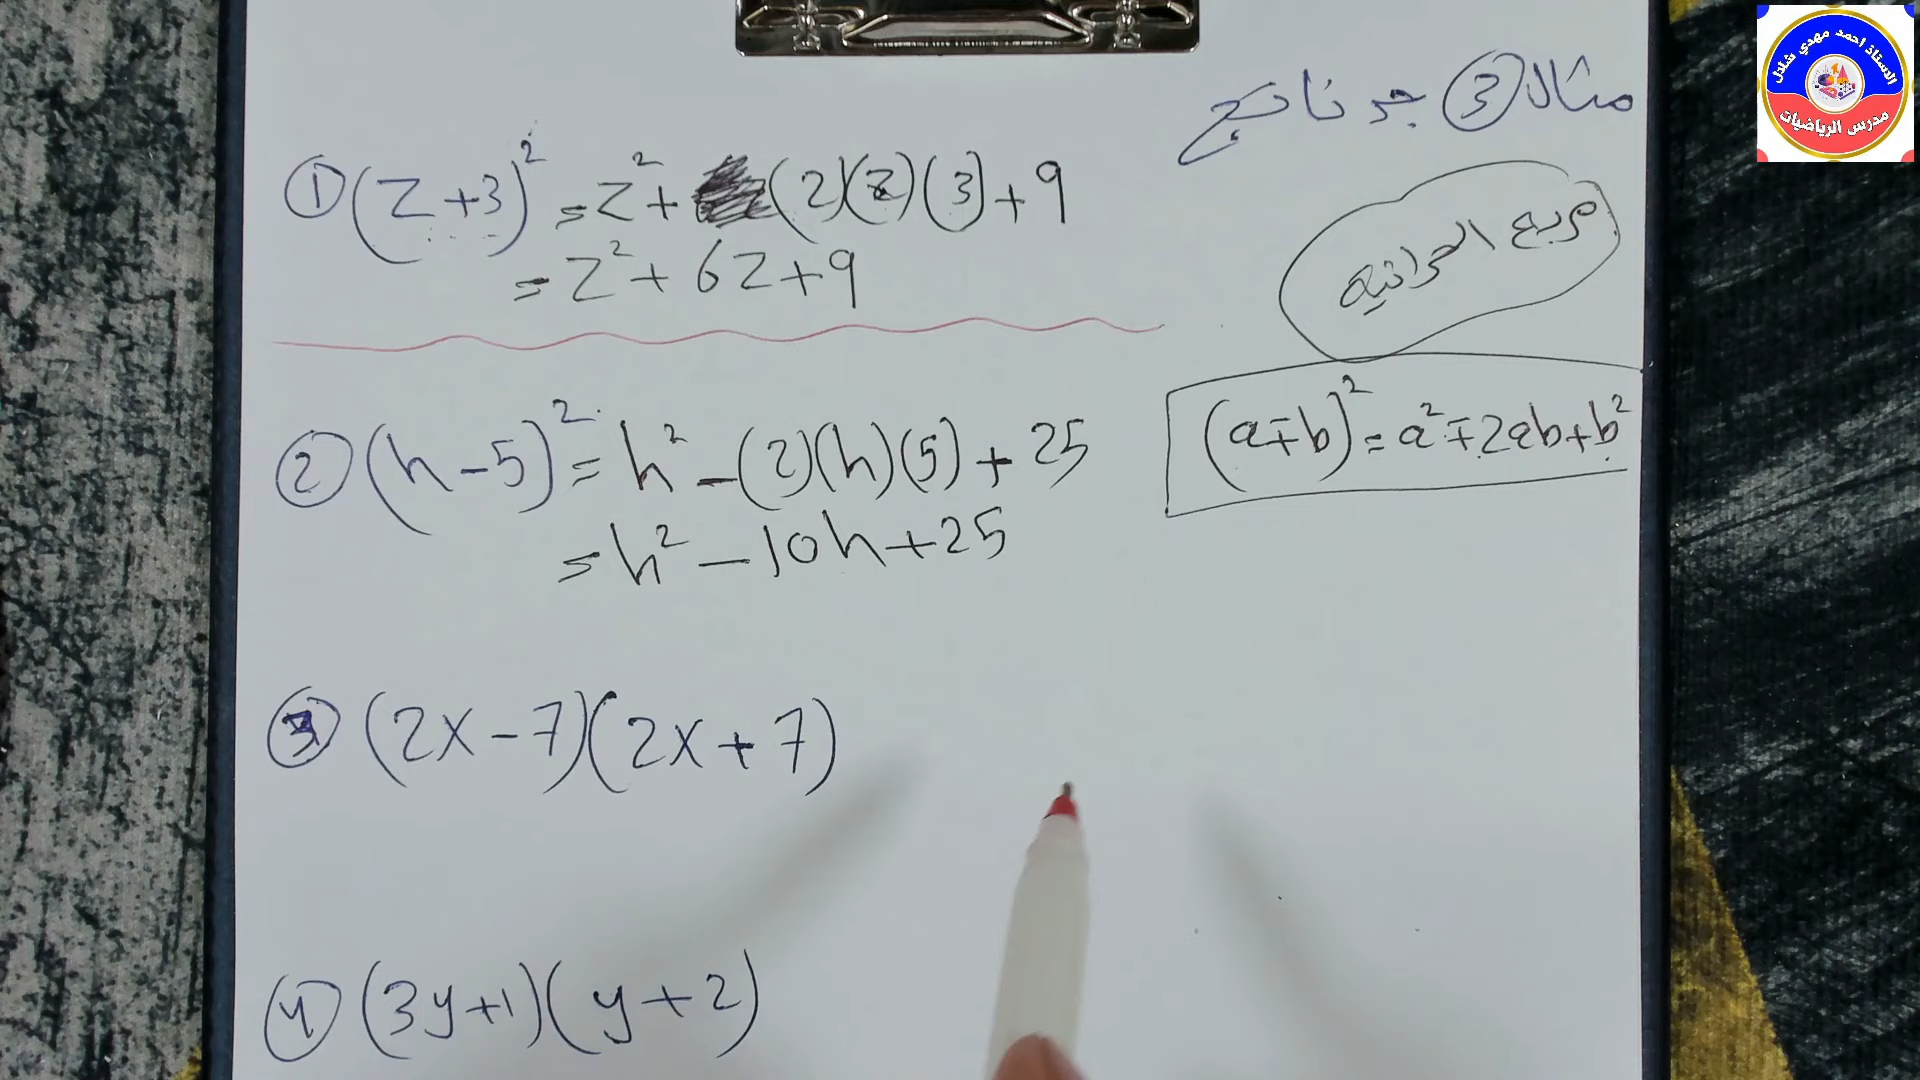 مثال ③ جد ناتج
① (z+3)² = z² + (2)(z)(3) + 9
= z² + 6z + 9
مربع الحدانية
② (h-5)² = h² - (2)(h)(5) + 25
= h² - 10h + 25
(a∓b)² = a² ∓ 2ab + b²
③ (2x-7)(2x+7)
④ (3y+1)(y+2)
الاستاذ احمد مهدي شلال
مدرس الرياضيات